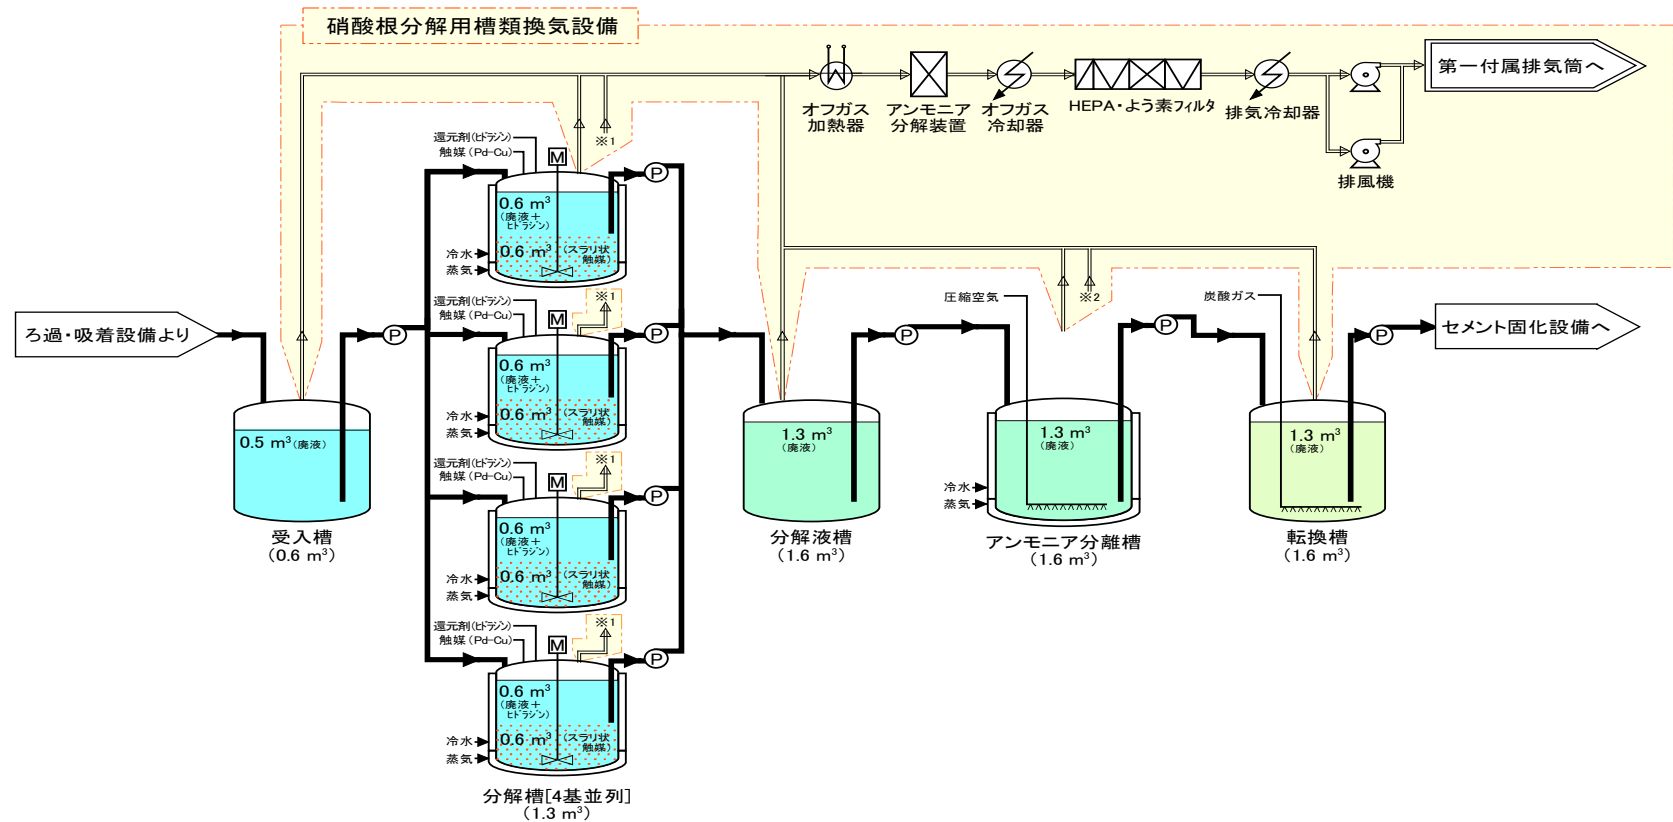 硝酸根分解用槽類換気設備
オフガス
加熱器
アンモニア
分解装置
オフガス
冷却器
HEPA・よう素フィルタ
排気冷却器
排風機
第一付属排気筒へ
ろ過・吸着設備より
0.5 m³(廃液)
受入槽
(0.6 m³)
P
還元剤(ヒドラジン)
触媒(Pd-Cu)
M
※1
P
0.6 m³
(廃液＋
ヒドラジン)
0.6 m³
(スラリ状
触媒)
冷水
蒸気
還元剤(ヒドラジン)
触媒(Pd-Cu)
M
※1
P
0.6 m³
(廃液＋
ヒドラジン)
0.6 m³
(スラリ状
触媒)
冷水
蒸気
還元剤(ヒドラジン)
触媒(Pd-Cu)
M
※1
P
0.6 m³
(廃液＋
ヒドラジン)
0.6 m³
(スラリ状
触媒)
冷水
蒸気
還元剤(ヒドラジン)
触媒(Pd-Cu)
M
※1
P
0.6 m³
(廃液＋
ヒドラジン)
0.6 m³
(スラリ状
触媒)
冷水
蒸気
分解槽[4基並列]
(1.3 m³)
1.3 m³
(廃液)
分解液槽
(1.6 m³)
P
圧縮空気
※2
1.3 m³
(廃液)
冷水
蒸気
アンモニア分離槽
(1.6 m³)
P
炭酸ガス
1.3 m³
(廃液)
転換槽
(1.6 m³)
P
セメント固化設備へ